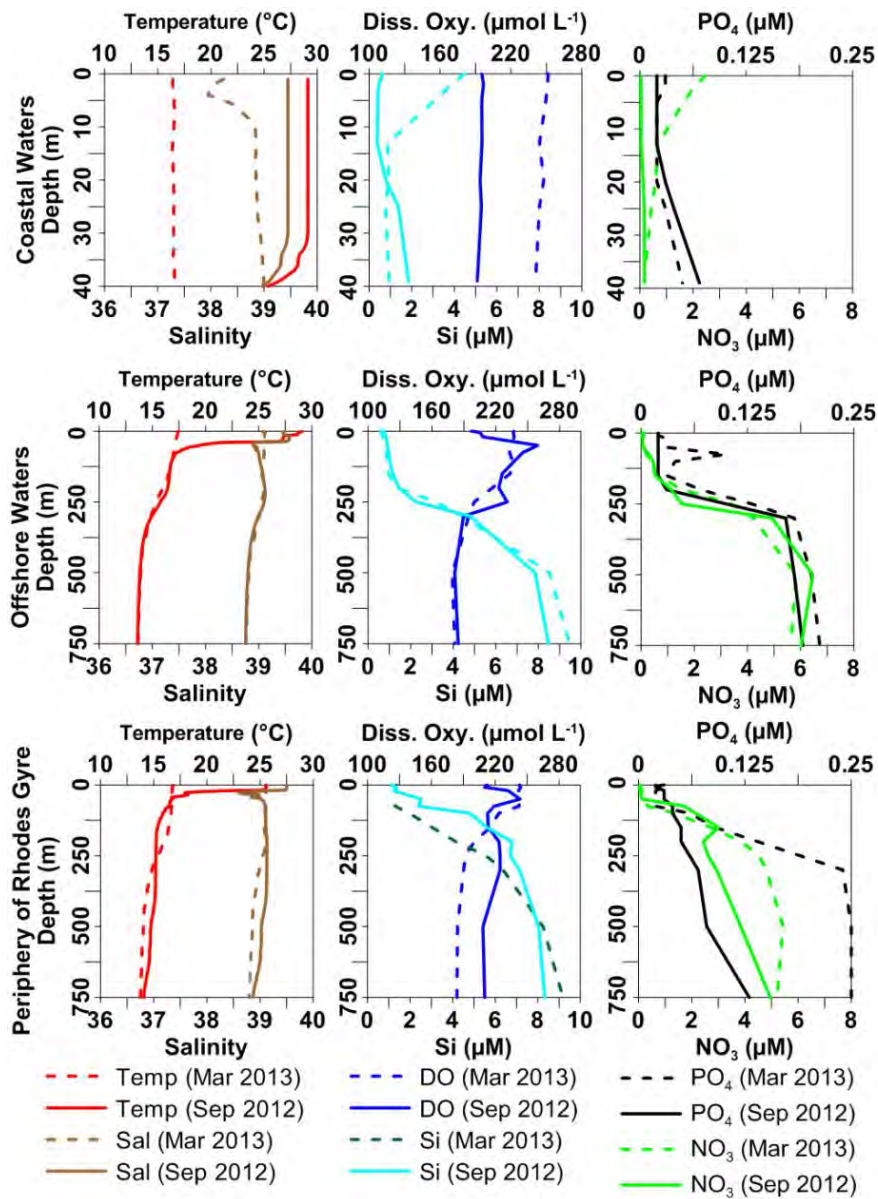 Temperature (°C) Diss. Oxy. (µmol L-1) PO4 (µM)
10 15 20 25 30 100 160 220 280 0 0.125 0.25
0 10 20 30 40
Coastal Waters
Depth (m)
36 37 38 39 40 0 2 4 6 8 10 0 2 4 6 8
Salinity Si (µM) NO3 (µM)
Temperature (°C) Diss. Oxy. (µmol L-1) PO4 (µM)
10 15 20 25 30 100 160 220 280 0 0.125 0.25
0 250 500 750
Offshore Waters
Depth (m)
36 37 38 39 40 0 2 4 6 8 10 0 2 4 6 8
Salinity Si (µM) NO3 (µM)
Temperature (°C) Diss. Oxy. (µmol L-1) PO4 (µM)
10 15 20 25 30 100 160 220 280 0 0.125 0.25
0 250 500 750
Periphery of Rhodes Gyre
Depth (m)
36 37 38 39 40 0 2 4 6 8 10 0 2 4 6 8
Salinity Si (µM) NO3 (µM)
Temp (Mar 2013)
Temp (Sep 2012)
Sal (Mar 2013)
Sal (Sep 2012)
DO (Mar 2013)
DO (Sep 2012)
Si (Mar 2013)
Si (Sep 2012)
PO4 (Mar 2013)
PO4 (Sep 2012)
NO3 (Mar 2013)
NO3 (Sep 2012)